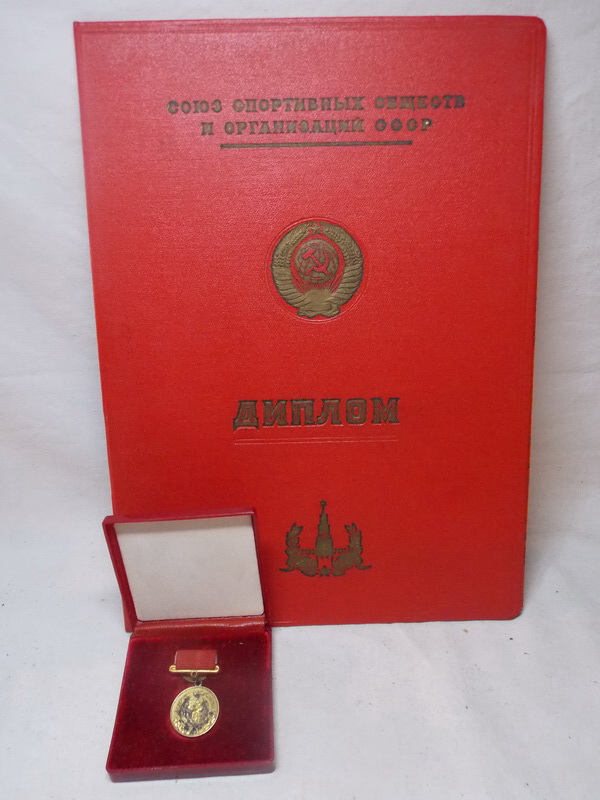 СОЮЗ СПОРТИВНЫХ ОБЩЕСТВ
И ОРГАНИЗАЦИЙ СССР
ДИПЛОМ